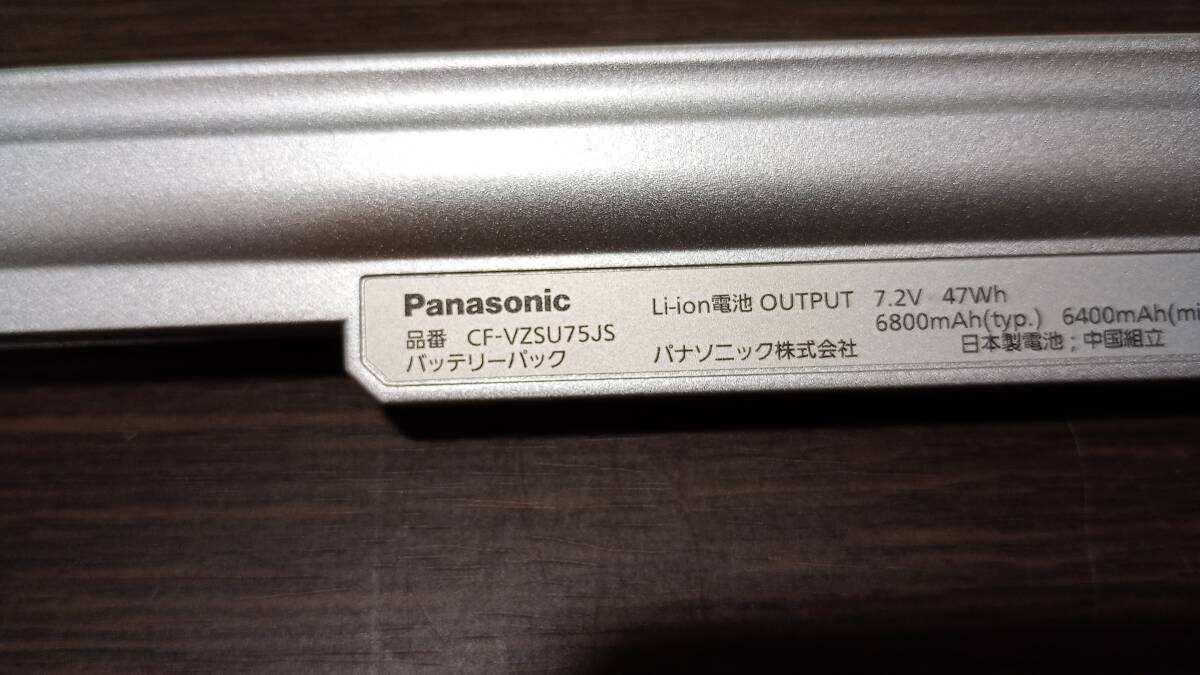 Panasonic
品番 CF-VZSU75JS
バッテリーパック
Li-ion電池 OUTPUT 7.2V 47Wh
6800mAh(typ.) 6400mAh(mi
パナソニック株式会社 日本製電池 ; 中国組立